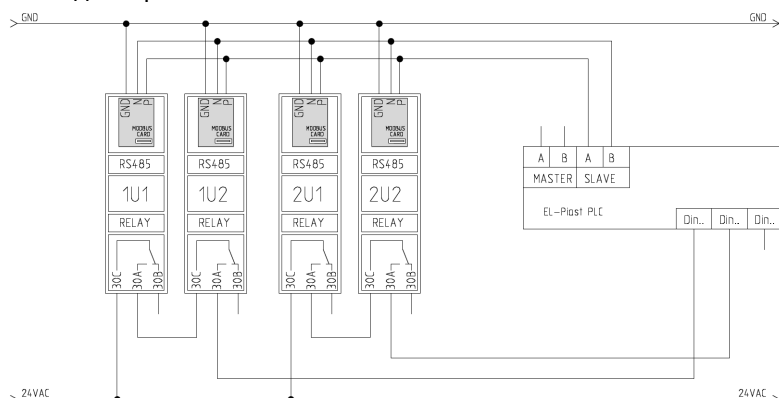 GND GND
GND N P GND N P GND N P GND N P
MODBUS CARD MODBUS CARD MODBUS CARD MODBUS CARD
RS485 RS485 RS485 RS485
1U1 1U2 2U1 2U2
RELAY RELAY RELAY RELAY
30C 30A 30B 30C 30A 30B 30C 30A 30B 30C 30A 30B
A B A B
MASTER SLAVE
EL-Piast PLC
Din.. Din.. Din..
24VAC 24VAC